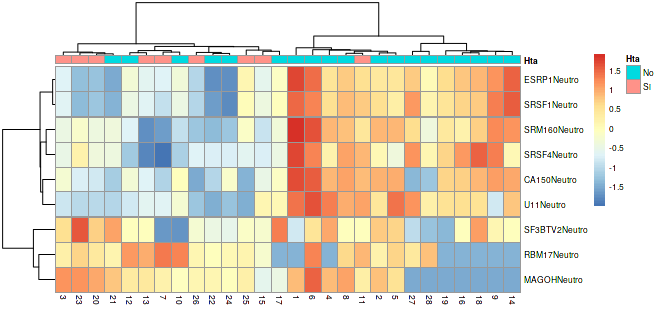 Hta
ESRP1Neutro
SRSF1Neutro
SRM160Neutro
SRSF4Neutro
CA150Neutro
U11Neutro
SF3BTV2Neutro
RBM17Neutro
MAGOHNeutro
3 23 20 21 12 13 7 10 26 22 24 25 15 17 1 6 4 8 11 2 5 27 28 19 16 18 9 14
1.5
1
0.5
0
-0.5
-1
-1.5
Hta
No
Si